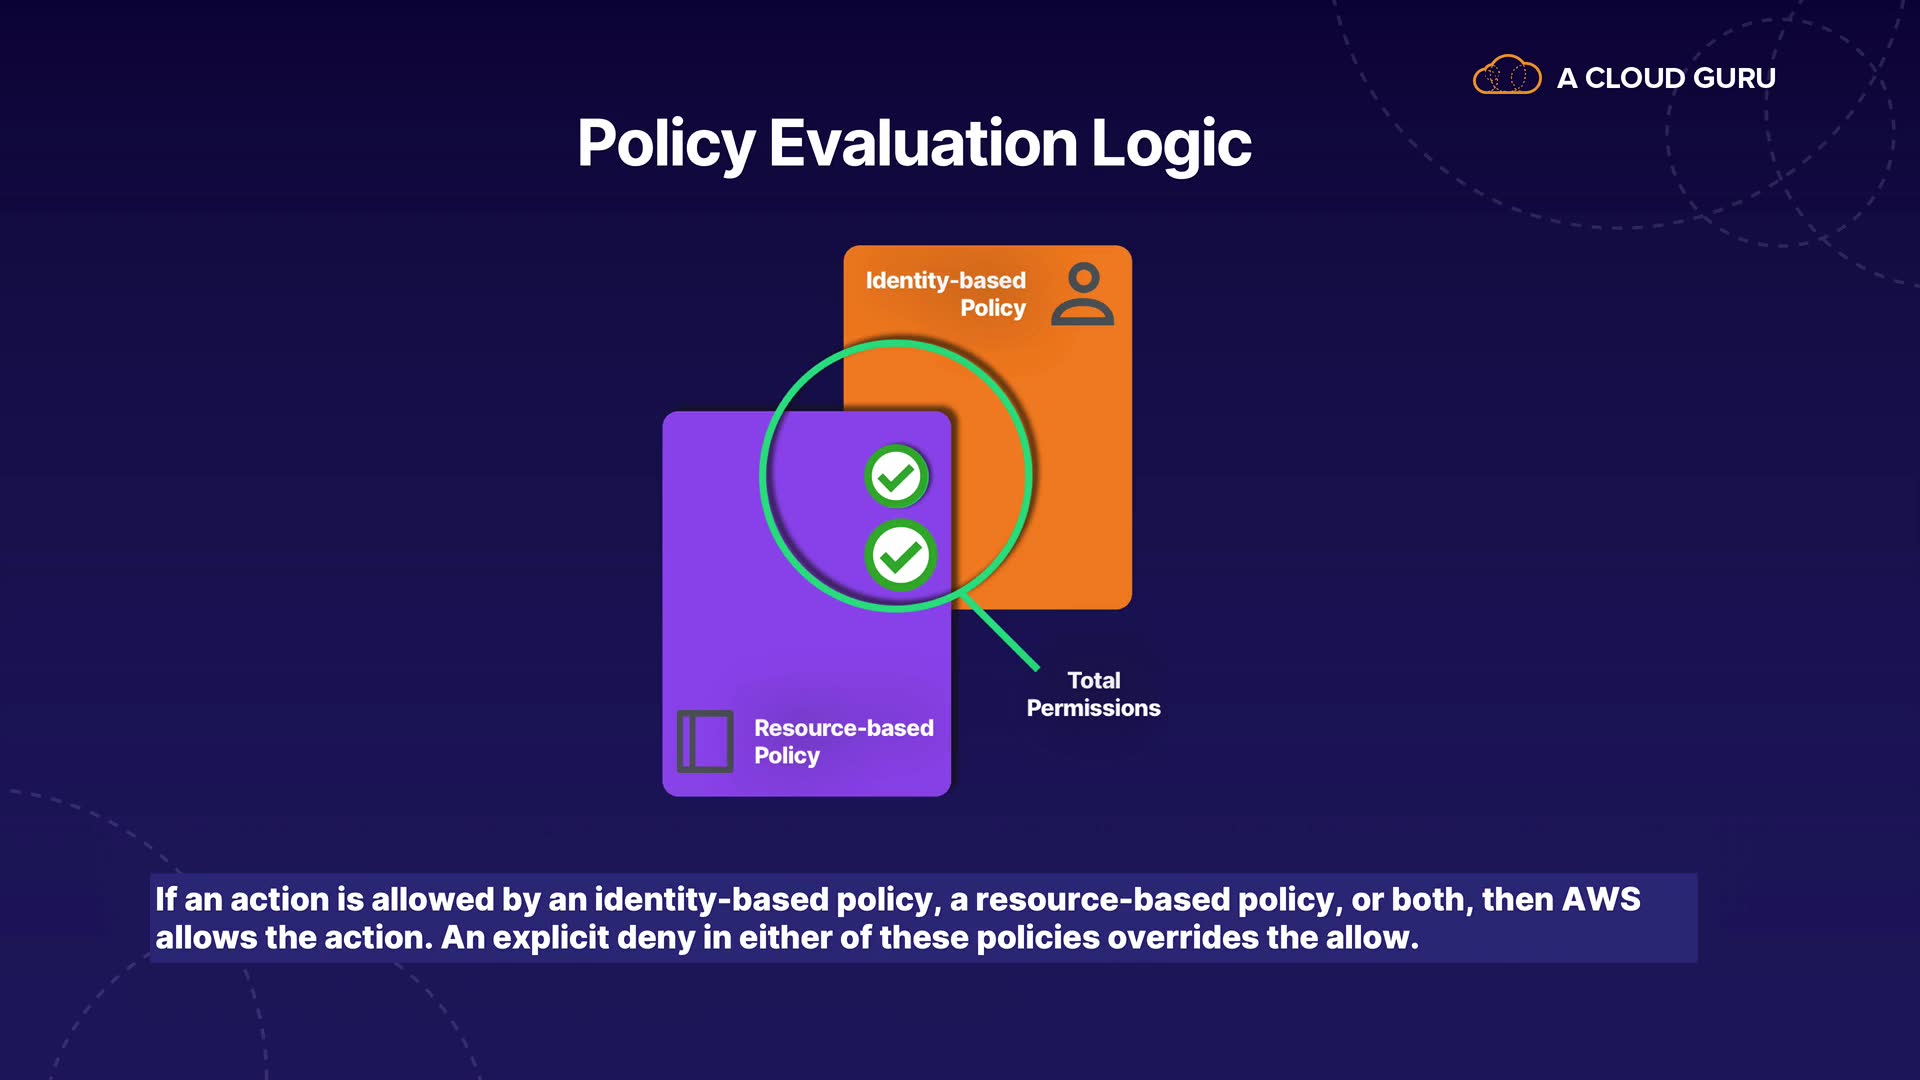 A CLOUD GURU
Policy Evaluation Logic
Identity-based
Policy
Total
Permissions
Resource-based
Policy
If an action is allowed by an identity-based policy, a resource-based policy, or both, then AWS
allows the action. An explicit deny in either of these policies overrides the allow.